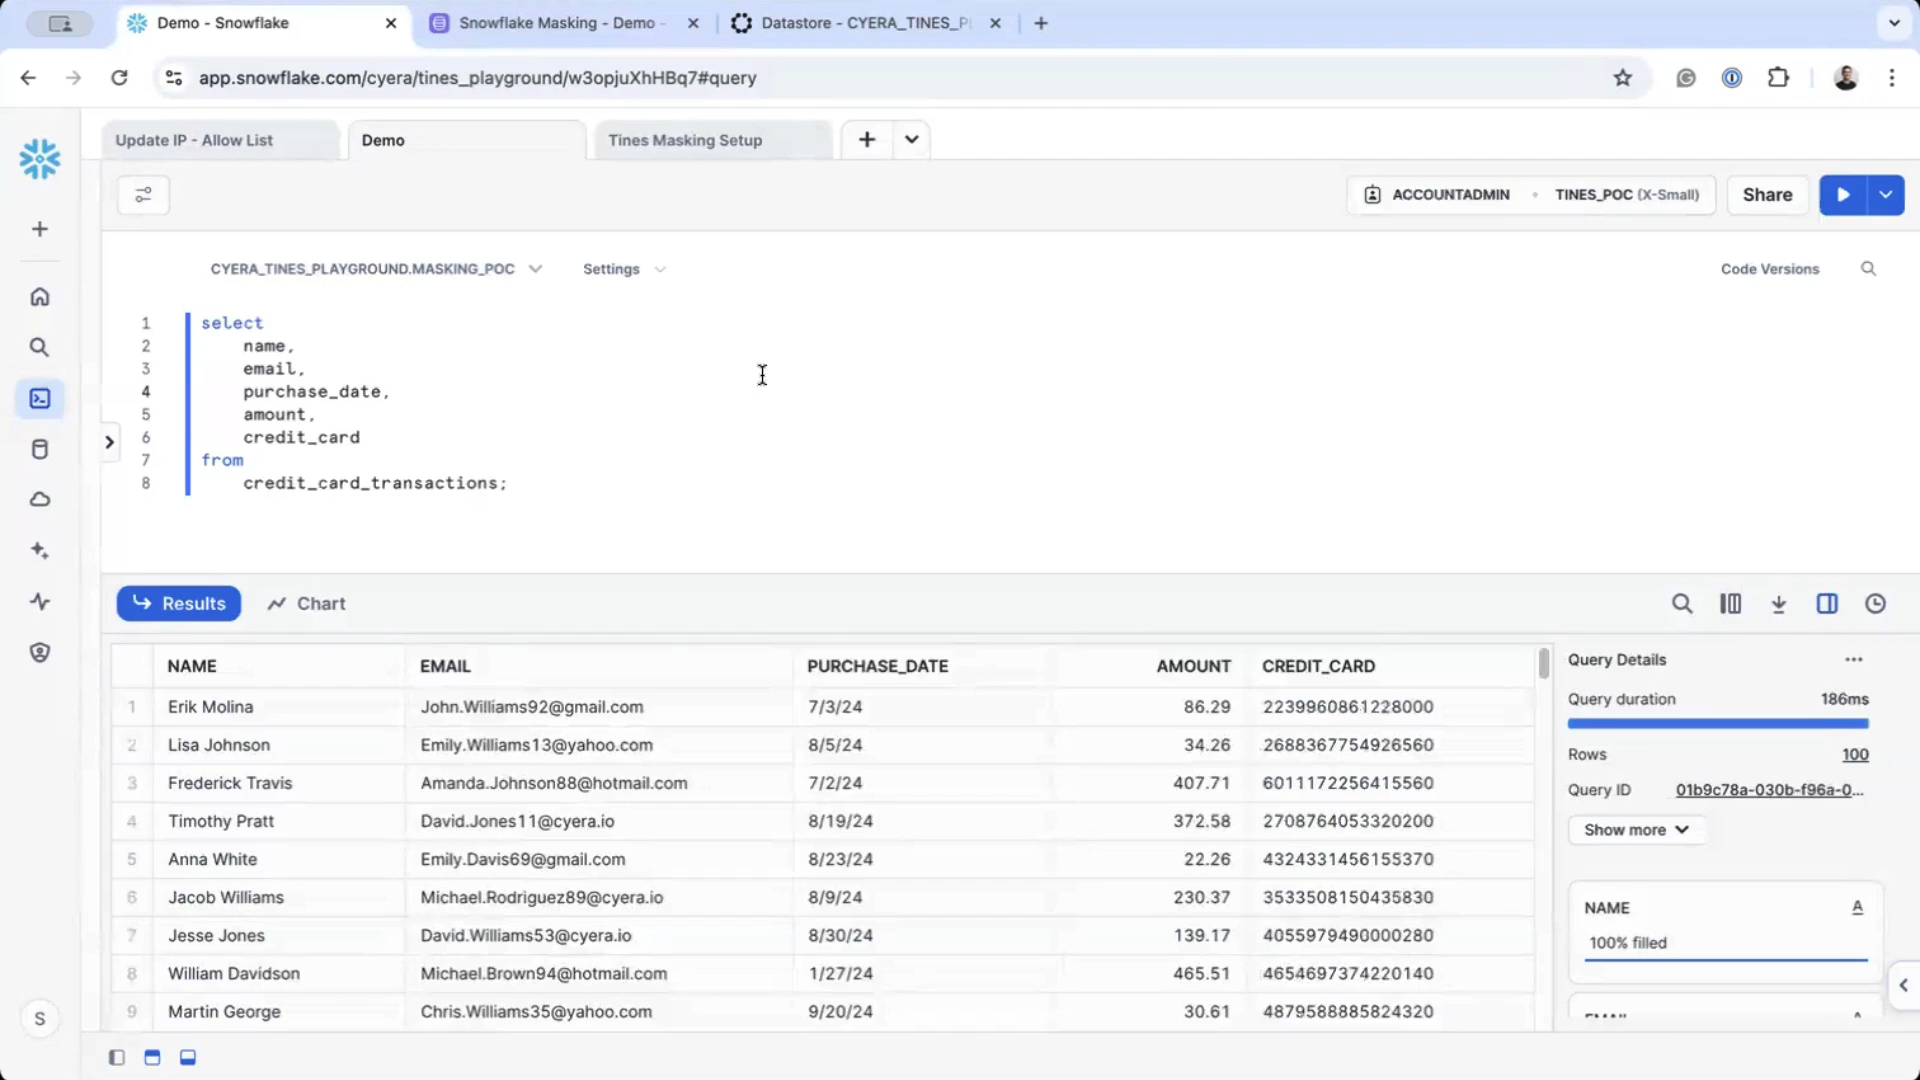 Demo - Snowflake
Snowflake Masking - Demo -
Datastore - CYERA_TINES_P
app.snowflake.com/cyera/tines_playground/w3opjuXhHBq7#query
Update IP - Allow List
Demo
Tines Masking Setup
ACCOUNTADMIN
TINES_POC (X-Small)
Share
CYERA_TINES_PLAYGROUND.MASKING_POC
Settings
Code Versions
1 select
2 name,
3 email,
4 purchase_date,
5 amount,
6 credit_card
7 from
8 credit_card_transactions;
Results
Chart
NAME EMAIL PURCHASE_DATE AMOUNT CREDIT_CARD
1 Erik Molina John.Williams92@gmail.com 7/3/24 86.29 2239960861228000
2 Lisa Johnson Emily.Williams13@yahoo.com 8/5/24 34.26 2688367754926560
3 Frederick Travis Amanda.Johnson88@hotmail.com 7/2/24 407.71 6011172256415560
4 Timothy Pratt David.Jones11@cyera.io 8/19/24 372.58 2708764053320200
5 Anna White Emily.Davis69@gmail.com 8/23/24 22.26 4324331456155370
6 Jacob Williams Michael.Rodriguez89@cyera.io 8/9/24 230.37 3533508150435830
7 Jesse Jones David.Williams53@cyera.io 8/30/24 139.17 4055979490000280
8 William Davidson Michael.Brown94@hotmail.com 1/27/24 465.51 4654697374220140
9 Martin George Chris.Williams35@yahoo.com 9/20/24 30.61 4879588885824320
Query Details
Query duration 186ms
Rows 100
Query ID 01b9c78a-030b-f96a-0...
Show more
NAME A
100% filled
S